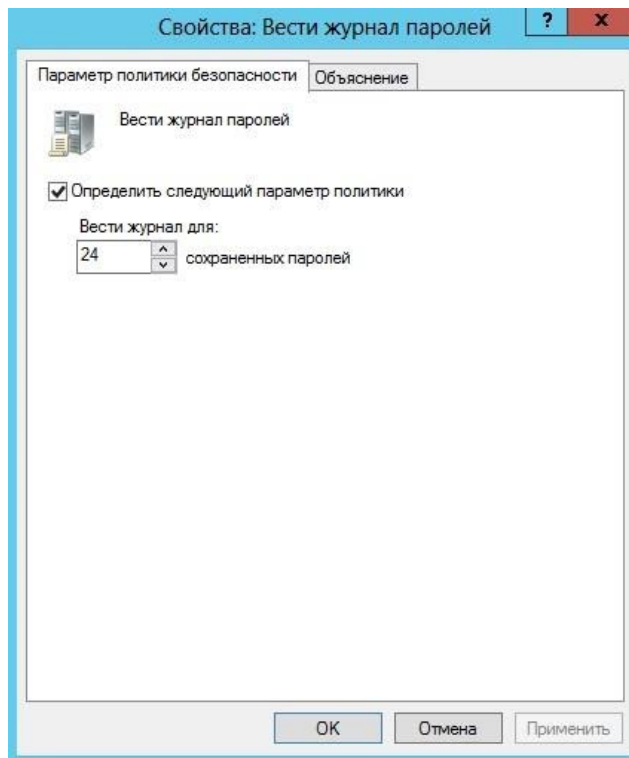 Свойства: Вести журнал паролей
? x
Параметр политики безопасности Объяснение
Вести журнал паролей
Определить следующий параметр политики
Вести журнал для:
24 сохраненных паролей
OK Отмена Применить